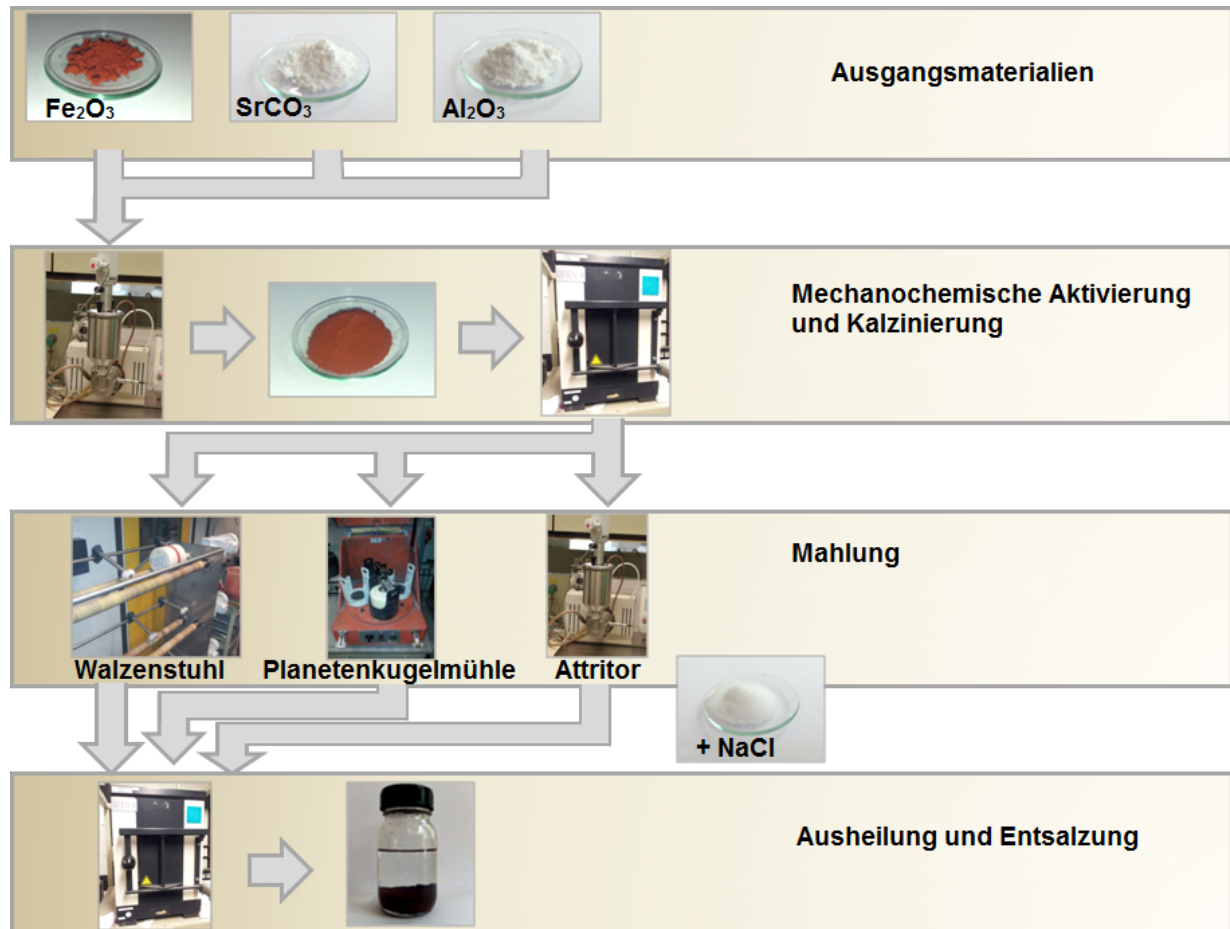 Fe₂O₃
SrCO₃
Al₂O₃
Ausgangsmaterialien
Mechanochemische Aktivierung
und Kalzinierung
Mahlung
Walzenstuhl
Planetenkugelmühle
Attritor
+ NaCl
Ausheilung und Entsalzung